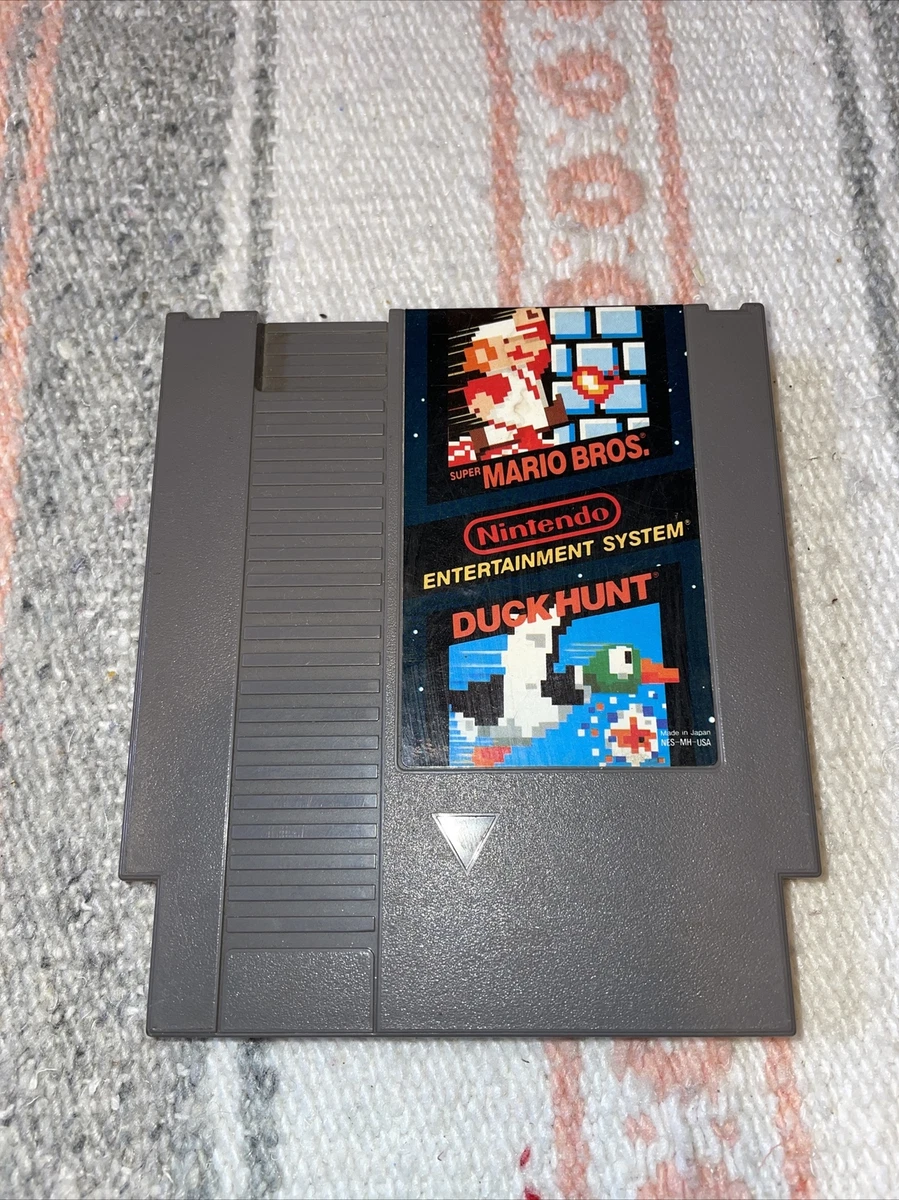 SUPER MARIO BROS.®
Nintendo
ENTERTAINMENT SYSTEM®
DUCK HUNT®
Made in Japan
NES-MH-USA